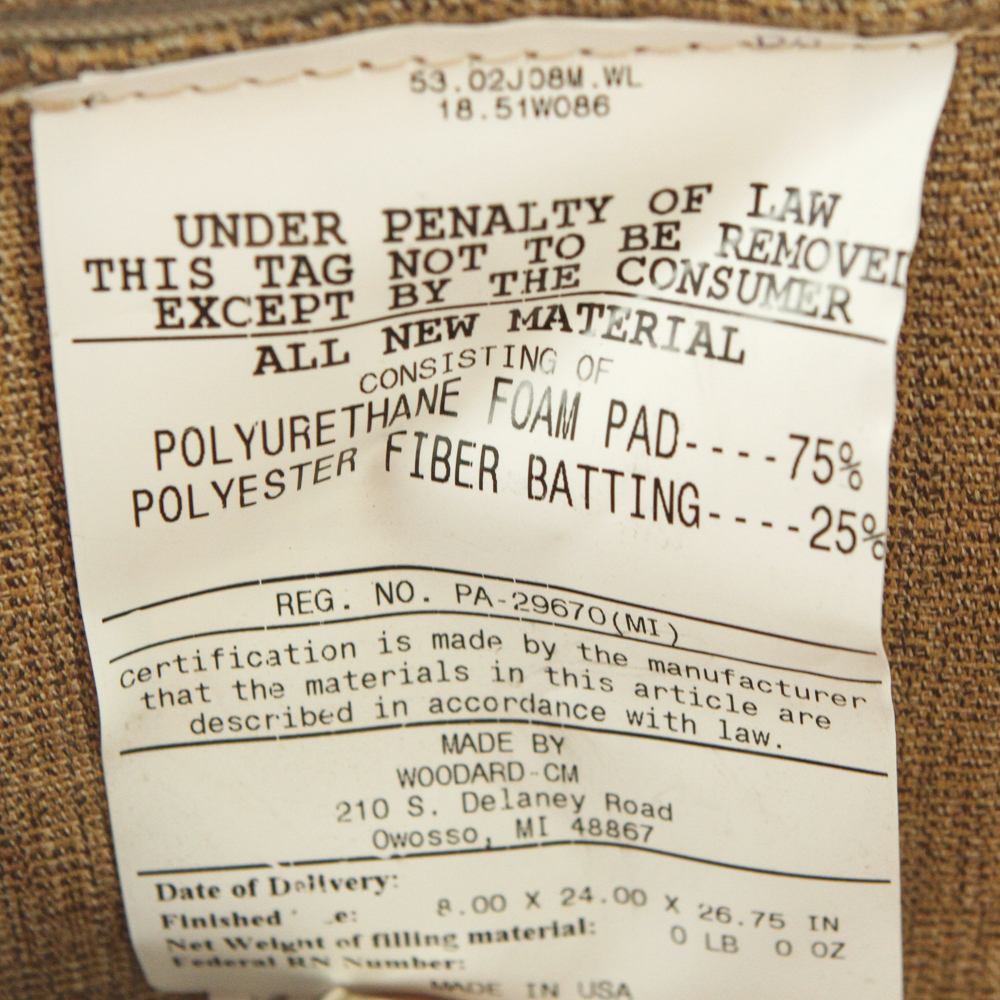 53.02J08M.WL
18.51W086
UNDER PENALTY OF LAW
THIS TAG NOT TO BE REMOVED
EXCEPT BY THE CONSUMER
ALL NEW MATERIAL
CONSISTING OF
POLYURETHANE FOAM PAD----75%
POLYESTER FIBER BATTING----25%
REG. NO. PA-29670(MI)
certification is made by the manufacturer
that the materials in this article are
described in accordance with law.
MADE BY
WOODARD-CM
210 S. Delaney Road
Owosso, MI 48867
Date of Delivery:
Finished 8.00 X 24.00 X 26.75 IN
Net Weight of filling material: 0 LB 0 OZ
Federal RN Number:
MADE IN USA